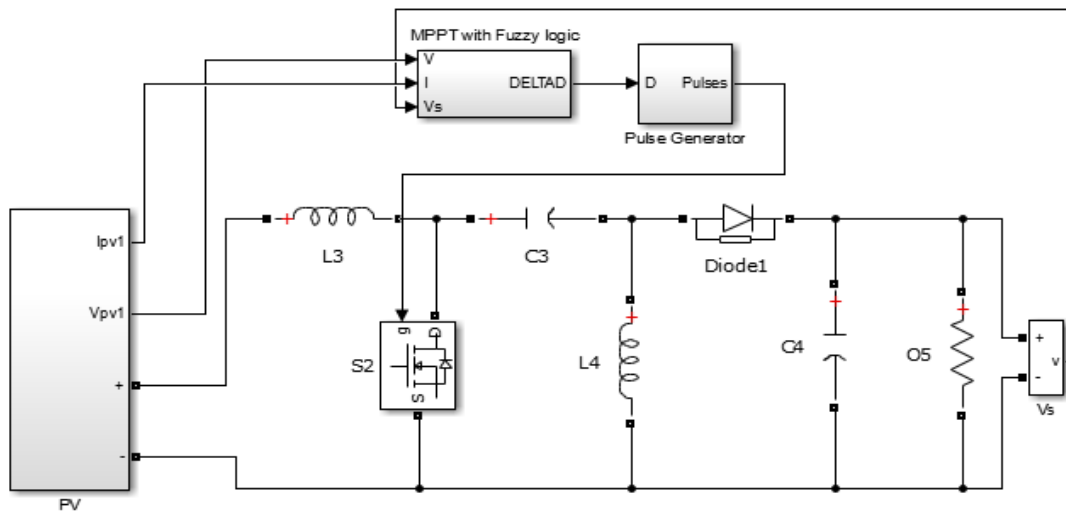 MPPT with Fuzzy logic
V
I
Vs
DELTAD
D
Pulses
Pulse Generator
Ipv1
Vpv1
+
-
PV
+
L3
+
C3
Diode1
g
D
S
S2
+
L4
+
C4
+
O5
+
-
v
Vs